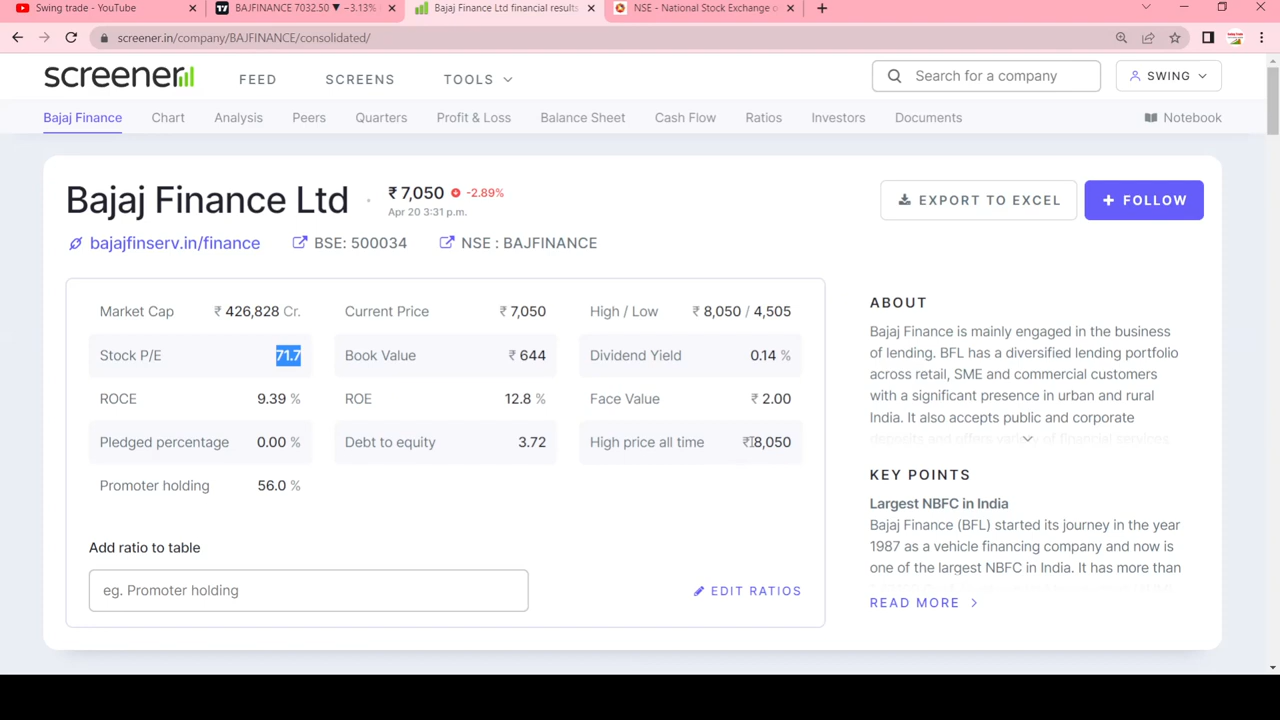 Swing trade - YouTube
BAJFINANCE 7032.50 ▼ −3.13%
Bajaj Finance Ltd financial results
NSE - National Stock Exchange o
screener.in/company/BAJFINANCE/consolidated/
screener
FEED
SCREENS
TOOLS
Search for a company
SWING
Bajaj Finance
Chart
Analysis
Peers
Quarters
Profit & Loss
Balance Sheet
Cash Flow
Ratios
Investors
Documents
Notebook
Bajaj Finance Ltd
₹ 7,050 -2.89%
Apr 20 3:31 p.m.
EXPORT TO EXCEL
FOLLOW
bajajfinserv.in/finance
BSE: 500034
NSE : BAJFINANCE
Market Cap ₹ 426,828 Cr.
Current Price ₹ 7,050
High / Low ₹ 8,050 / 4,505
Stock P/E 71.7
Book Value ₹ 644
Dividend Yield 0.14 %
ROCE 9.39 %
ROE 12.8 %
Face Value ₹ 2.00
Pledged percentage 0.00 %
Debt to equity 3.72
High price all time ₹ 8,050
Promoter holding 56.0 %
Add ratio to table
eg. Promoter holding
EDIT RATIOS
ABOUT
Bajaj Finance is mainly engaged in the business
of lending. BFL has a diversified lending portfolio
across retail, SME and commercial customers
with a significant presence in urban and rural
India. It also accepts public and corporate
deposits and offers variety of financial services
KEY POINTS
Largest NBFC in India
Bajaj Finance (BFL) started its journey in the year
1987 as a vehicle financing company and now is
one of the largest NBFC in India. It has more than
READ MORE